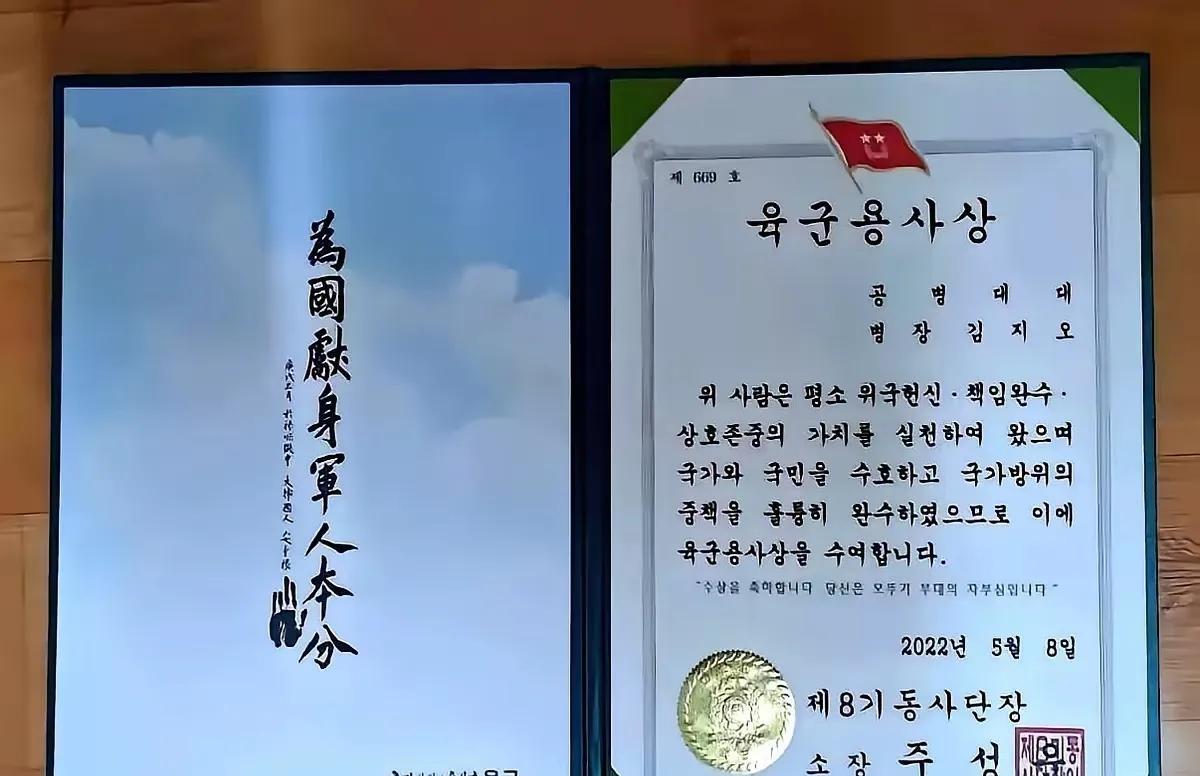 為國獻身軍人本分
제 669 호
육군용사상
공병대대
병장 김지오
위 사람은 평소 위국헌신·책임완수·
상호존중의 가치를 실천하여 왔으며
국가와 국민을 수호하고 국가방위의
중책을 훌륭히 완수하였으므로 이에
육군용사상을 수여합니다.
"수상을 축하합니다 당신은 오뚜기 부대의 자부심입니다"
2022년 5월 8일
제8기동사단장
소장 주 성